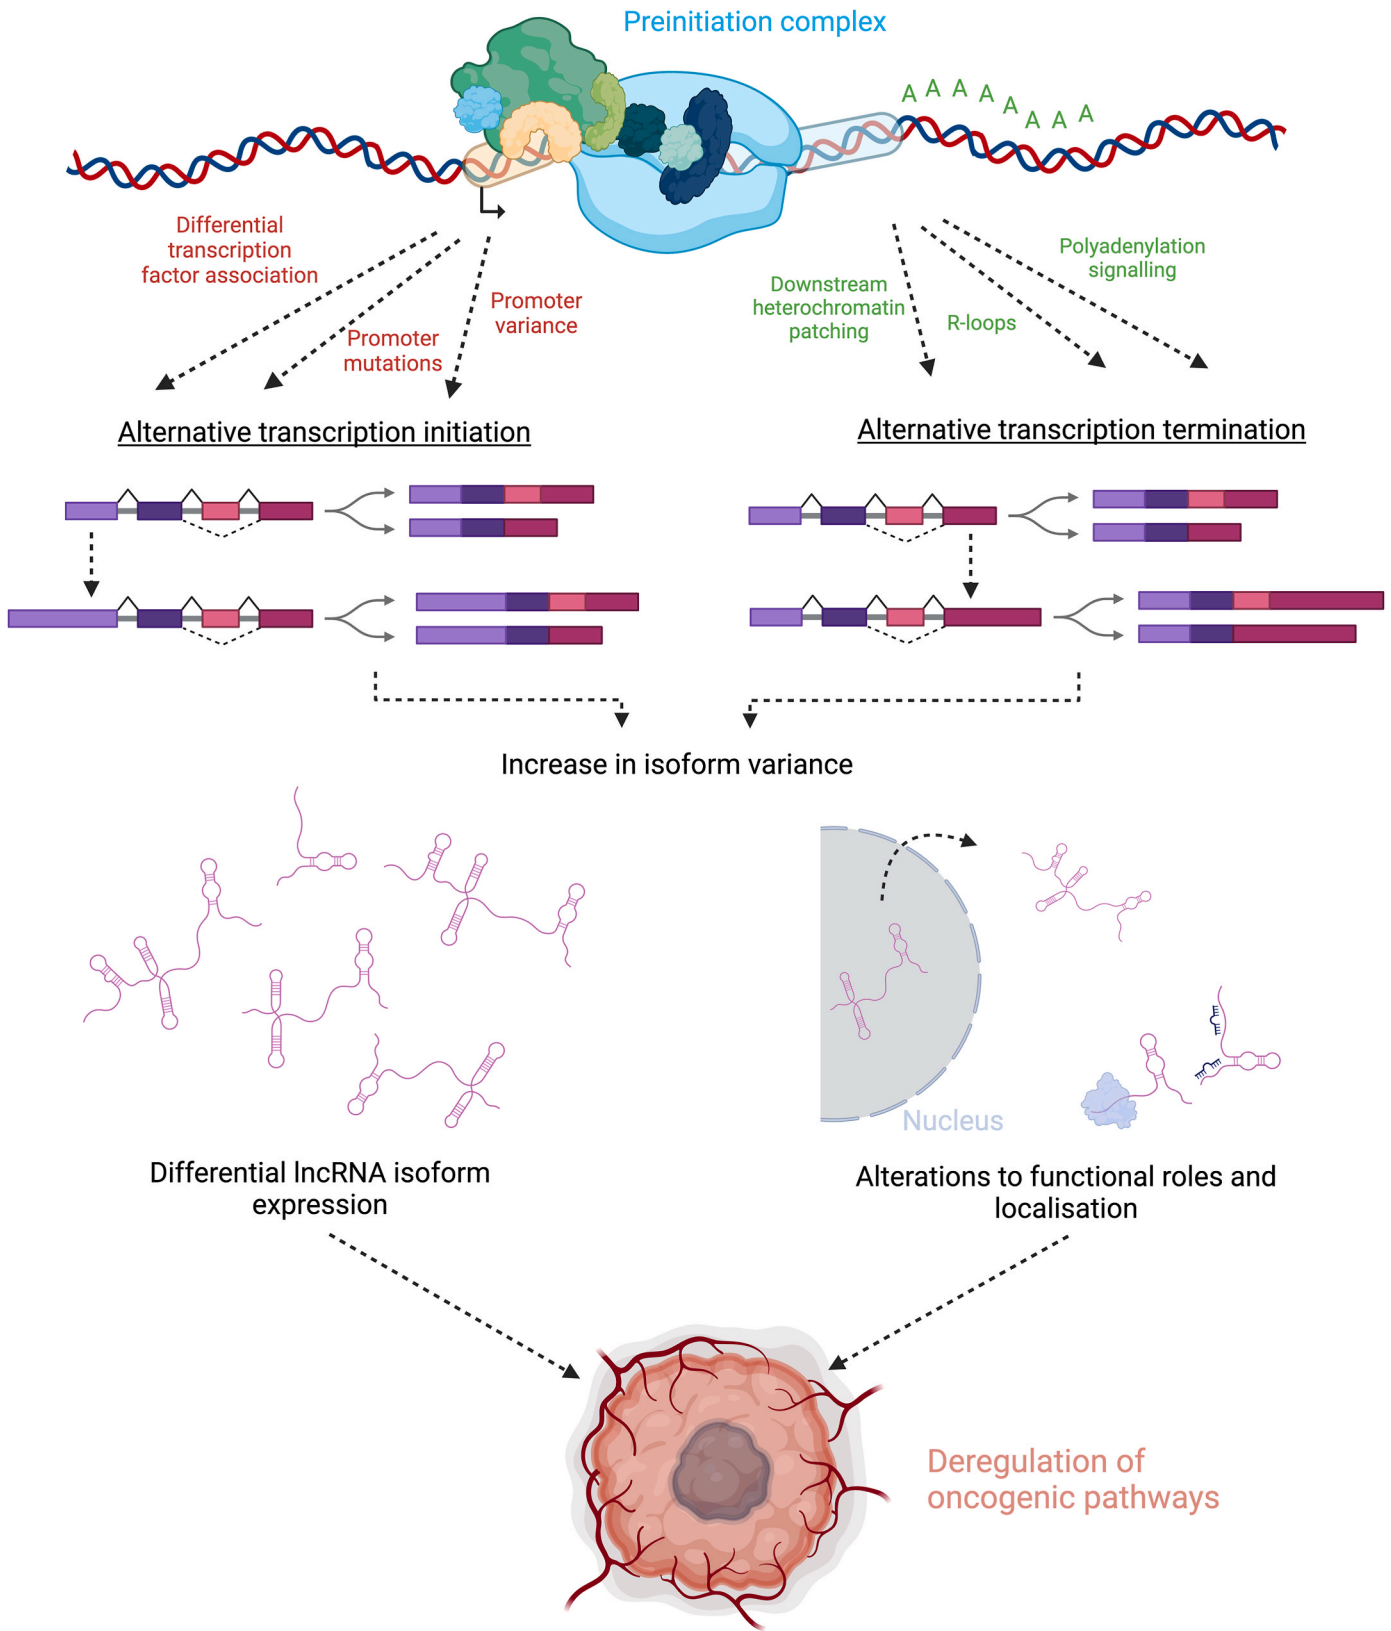 Preinitiation complex
A A A A A A A A
Differential
transcription
factor association
Promoter
mutations
Promoter
variance
Downstream
heterochromatin
patching
R-loops
Polyadenylation
signalling
Alternative transcription initiation
Alternative transcription termination
Increase in isoform variance
Nucleus
Differential lncRNA isoform
expression
Alterations to functional roles and
localisation
Deregulation of
oncogenic pathways